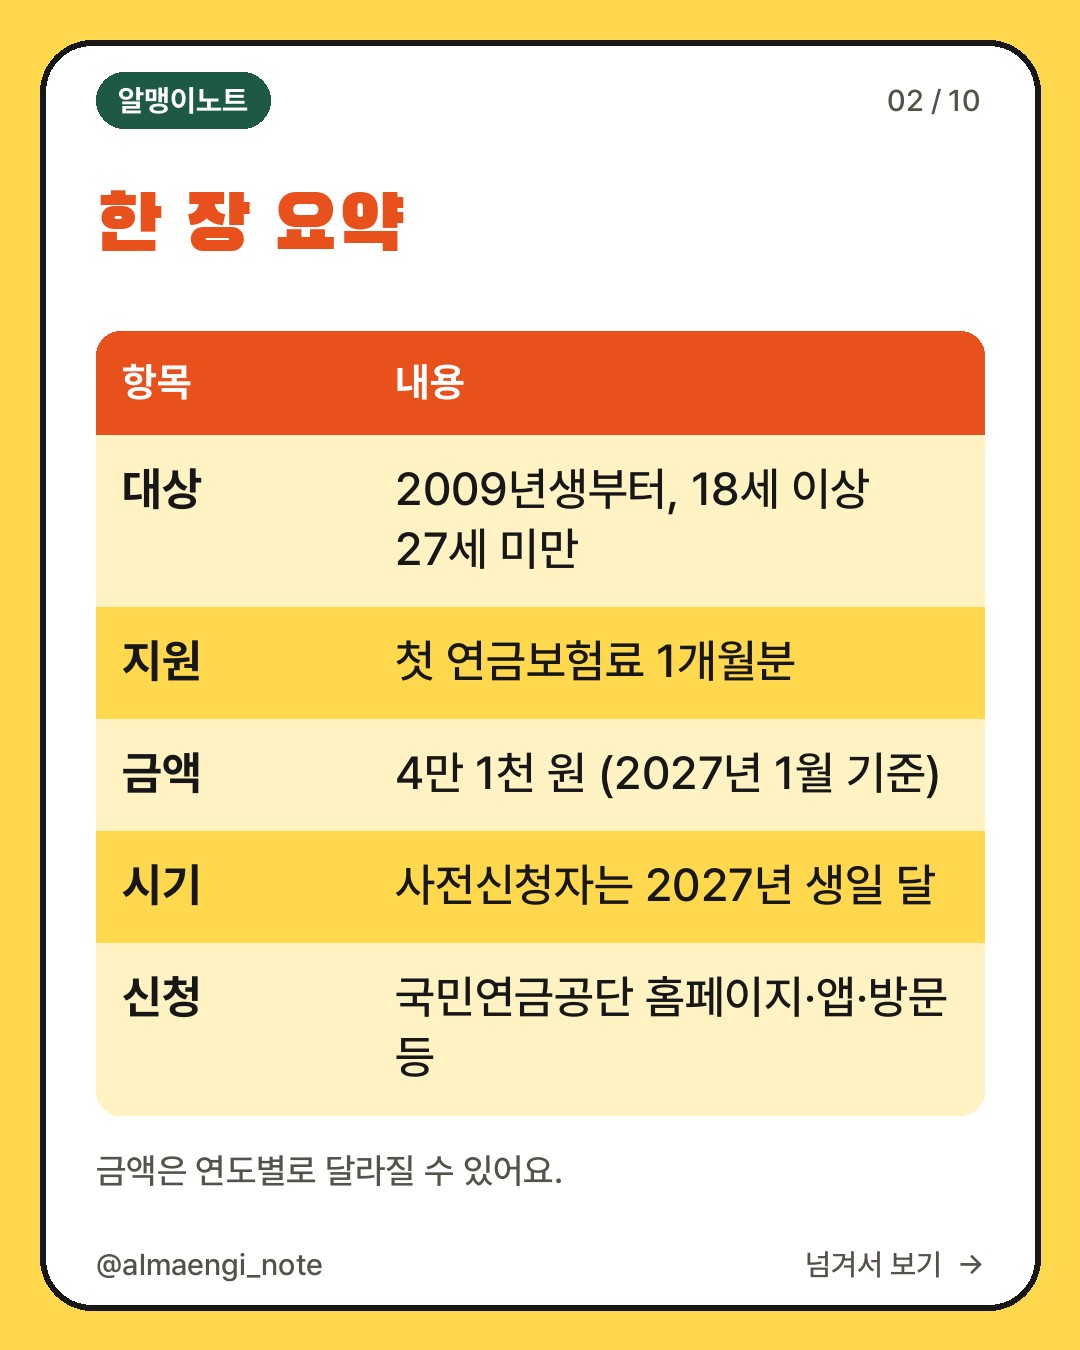 알맹이노트
02 / 10
한 장 요약
항목 내용
대상 2009년생부터, 18세 이상
27세 미만
지원 첫 연금보험료 1개월분
금액 4만 1천 원 (2027년 1월 기준)
시기 사전신청자는 2027년 생일 달
신청 국민연금공단 홈페이지·앱·방문
등
금액은 연도별로 달라질 수 있어요.
@almaengi_note
넘겨서 보기 →